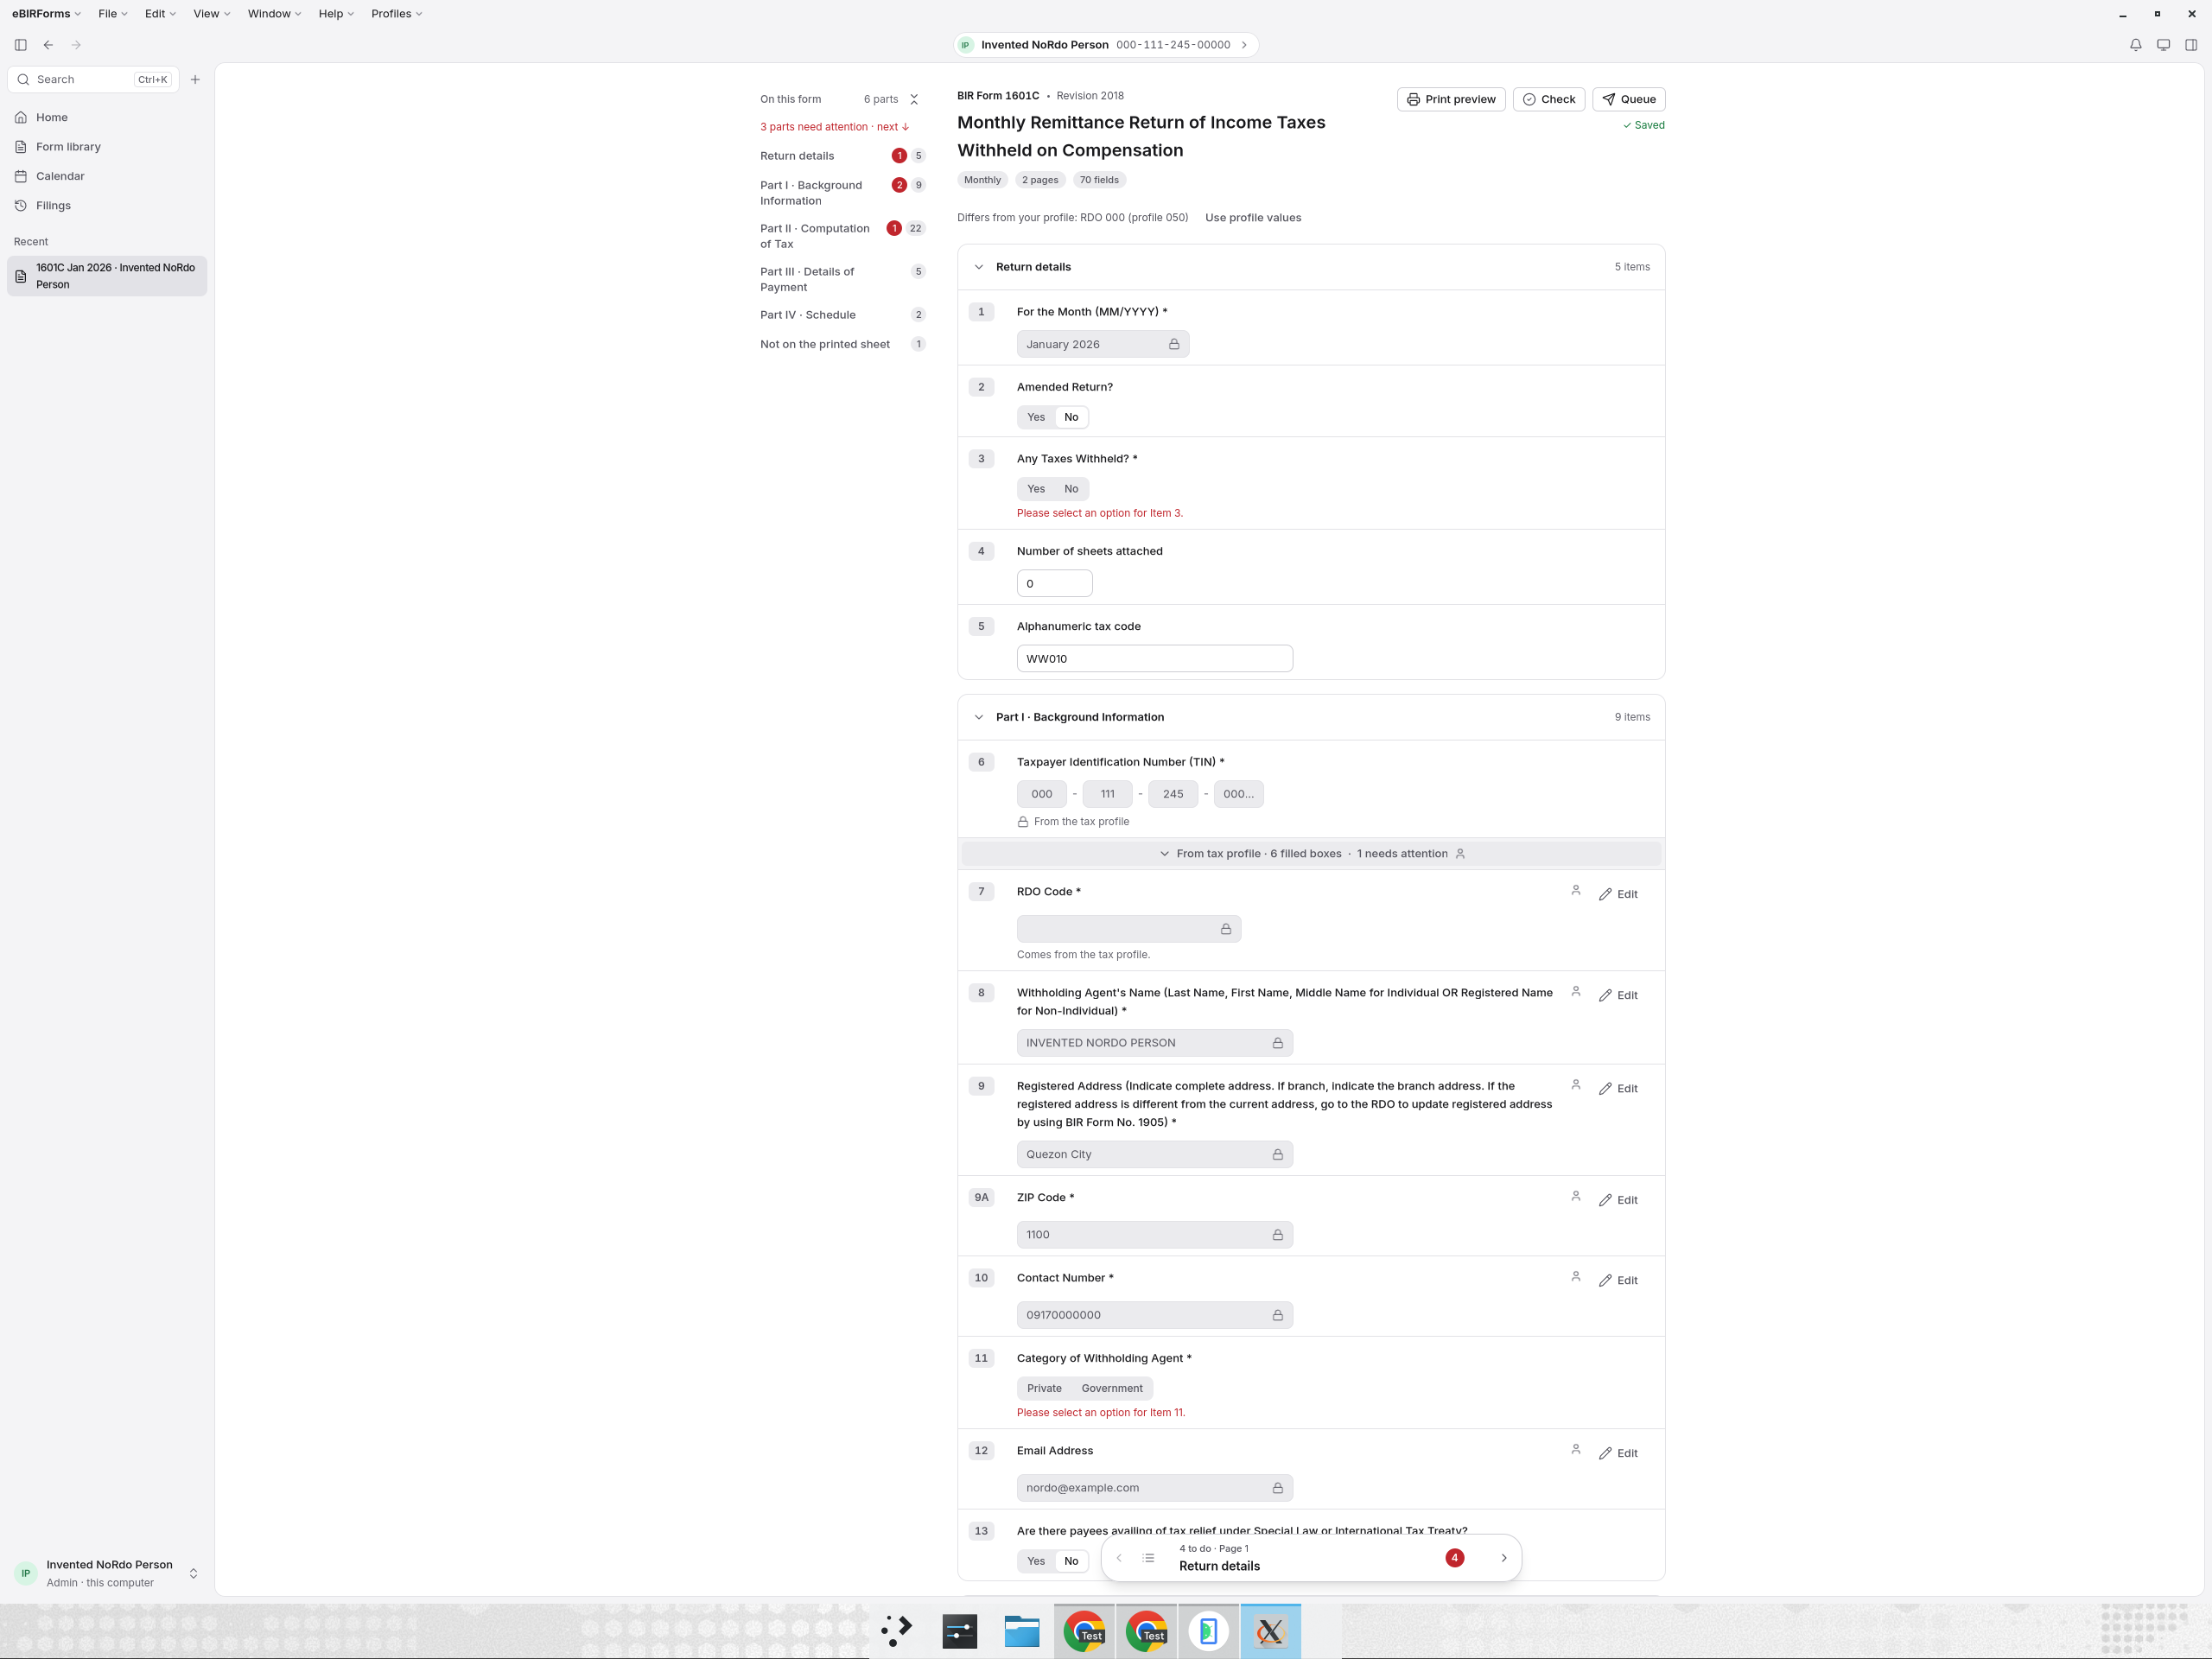 eBIRForms File Edit View Window Help Profiles
IP Invented NoRdo Person 000-111-245-00000
Search Ctrl+K
Home
Form library
Calendar
Filings
Recent
1601C Jan 2026 · Invented NoRdo
Person
On this form 6 parts
3 parts need attention · next ↓
Return details 1 5
Part I · Background
Information 2 9
Part II · Computation
of Tax 1 22
Part III · Details of
Payment 5
Part IV · Schedule 2
Not on the printed sheet 1
BIR Form 1601C • Revision 2018
Print preview Check Queue
Monthly Remittance Return of Income Taxes
Withheld on Compensation
✓ Saved
Monthly 2 pages 70 fields
Differs from your profile: RDO 000 (profile 050) Use profile values
Return details 5 items
1 For the Month (MM/YYYY) *
January 2026
2 Amended Return?
Yes No
3 Any Taxes Withheld? *
Yes No
Please select an option for Item 3.
4 Number of sheets attached
0
5 Alphanumeric tax code
WW010
Part I · Background Information 9 items
6 Taxpayer Identification Number (TIN) *
000 - 111 - 245 - 000...
From the tax profile
From tax profile · 6 filled boxes · 1 needs attention
7 RDO Code * Edit
Comes from the tax profile.
8 Withholding Agent's Name (Last Name, First Name, Middle Name for Individual OR Registered Name
for Non-Individual) * Edit
INVENTED NORDO PERSON
9 Registered Address (Indicate complete address. If branch, indicate the branch address. If the
registered address is different from the current address, go to the RDO to update registered address
by using BIR Form No. 1905) * Edit
Quezon City
9A ZIP Code * Edit
1100
10 Contact Number * Edit
09170000000
11 Category of Withholding Agent *
Private Government
Please select an option for Item 11.
12 Email Address Edit
nordo@example.com
13 Are there payees availing of tax relief under Special Law or International Tax Treaty?
Yes No
4 to do · Page 1
Return details 4
IP Invented NoRdo Person
Admin · this computer
Test Test